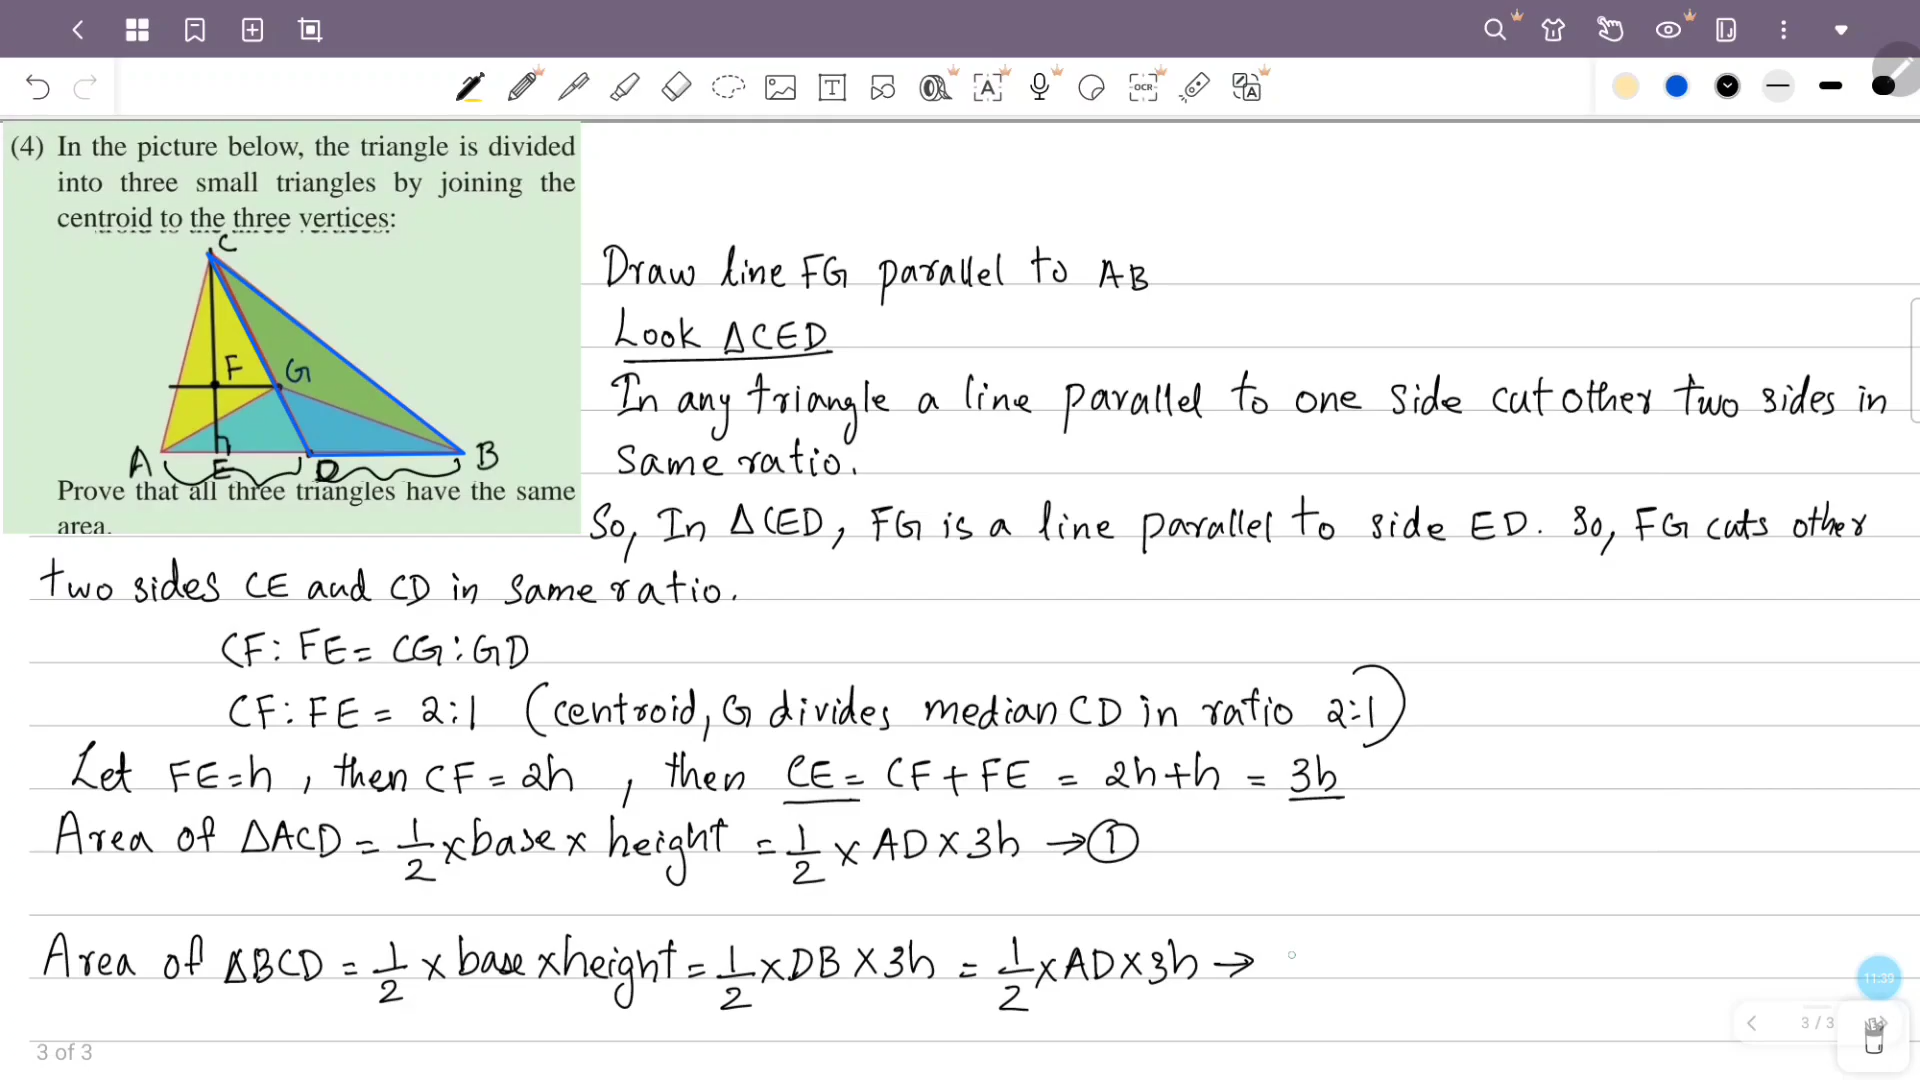 (4) In the picture below, the triangle is divided
into three small triangles by joining the
centroid to the three vertices:
C
F G
A E D B
h
Prove that all three triangles have the same
area.
Draw line FG parallel to AB
Look ΔCED
In any triangle a line parallel to one side cut other two sides in
same ratio.
So, In ΔCED, FG is a line parallel to side ED. So, FG cuts other
two sides CE and CD in same ratio.
CF:FE = CG:GD
CF:FE = 2:1 (centroid, G divides median CD in ratio 2:1)
Let FE=h, then CF=2h, then CE = CF+FE = 2h+h = 3h
Area of ΔACD = 1/2 × base × height = 1/2 × AD × 3h → ①
Area of ΔBCD = 1/2 × base × height = 1/2 × DB × 3h = 1/2 × AD × 3h →
11:39
3 / 3
3 of 3
T
A
OCR
A